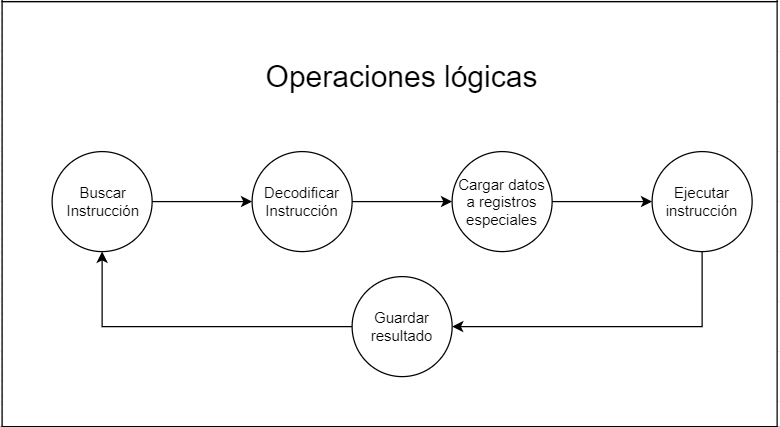 Operaciones lógicas
Buscar
Instrucción
Decodificar
Instrucción
Cargar datos
a registros
especiales
Ejecutar
instrucción
Guardar
resultado